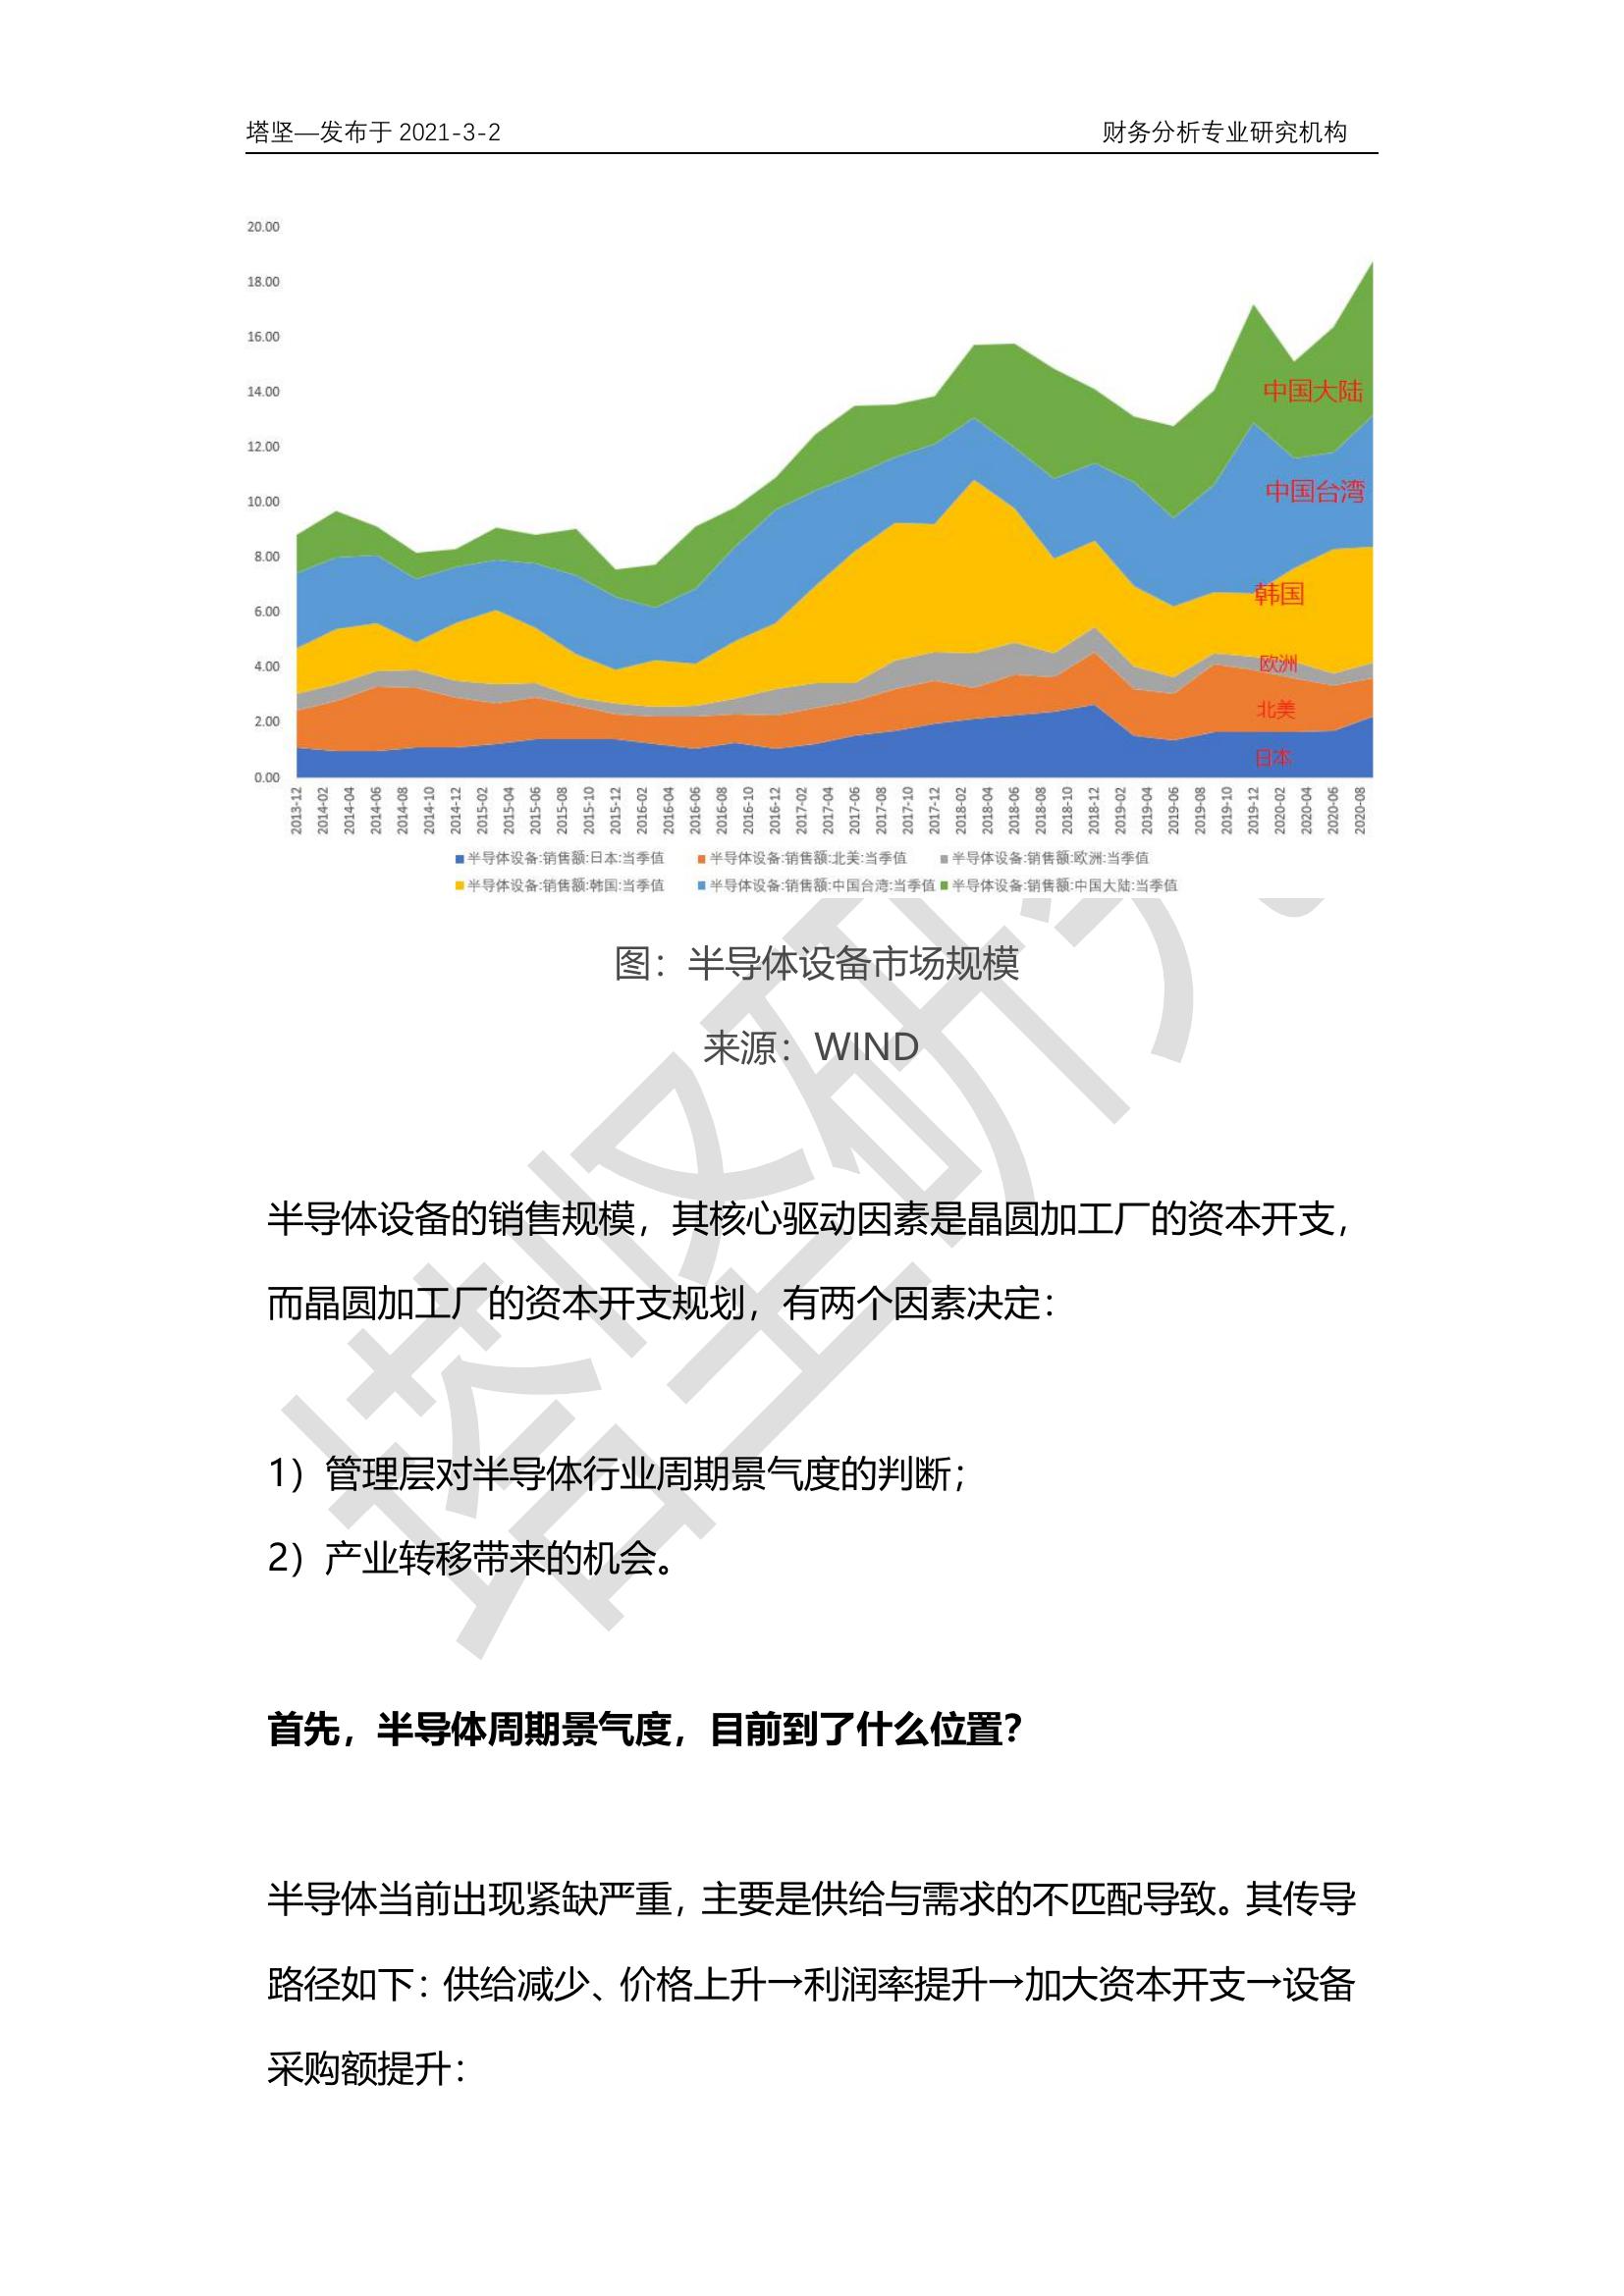 塔坚—发布于 2021-3-2 财务分析专业研究机构
20.00
18.00
16.00
14.00
12.00
10.00
8.00
6.00
4.00
2.00
0.00
中国大陆
中国台湾
韩国
欧洲
北美
日本
2013-12 2014-02 2014-04 2014-06 2014-08 2014-10 2014-12 2015-02 2015-04 2015-06 2015-08 2015-10 2015-12 2016-02 2016-04 2016-06 2016-08 2016-10 2016-12 2017-02 2017-04 2017-06 2017-08 2017-10 2017-12 2018-02 2018-04 2018-06 2018-08 2018-10 2018-12 2019-02 2019-04 2019-06 2019-08 2019-10 2019-12 2020-02 2020-04 2020-06 2020-08
半导体设备:销售额:日本:当季值 半导体设备:销售额:北美:当季值 半导体设备:销售额:欧洲:当季值
半导体设备:销售额:韩国:当季值 半导体设备:销售额:中国台湾:当季值 半导体设备:销售额:中国大陆:当季值
图：半导体设备市场规模
来源：WIND
半导体设备的销售规模，其核心驱动因素是晶圆加工厂的资本开支，
而晶圆加工厂的资本开支规划，有两个因素决定：
1）管理层对半导体行业周期景气度的判断；
2）产业转移带来的机会。
首先，半导体周期景气度，目前到了什么位置？
半导体当前出现紧缺严重，主要是供给与需求的不匹配导致。其传导
路径如下：供给减少、价格上升→利润率提升→加大资本开支→设备
采购额提升：
塔坚研